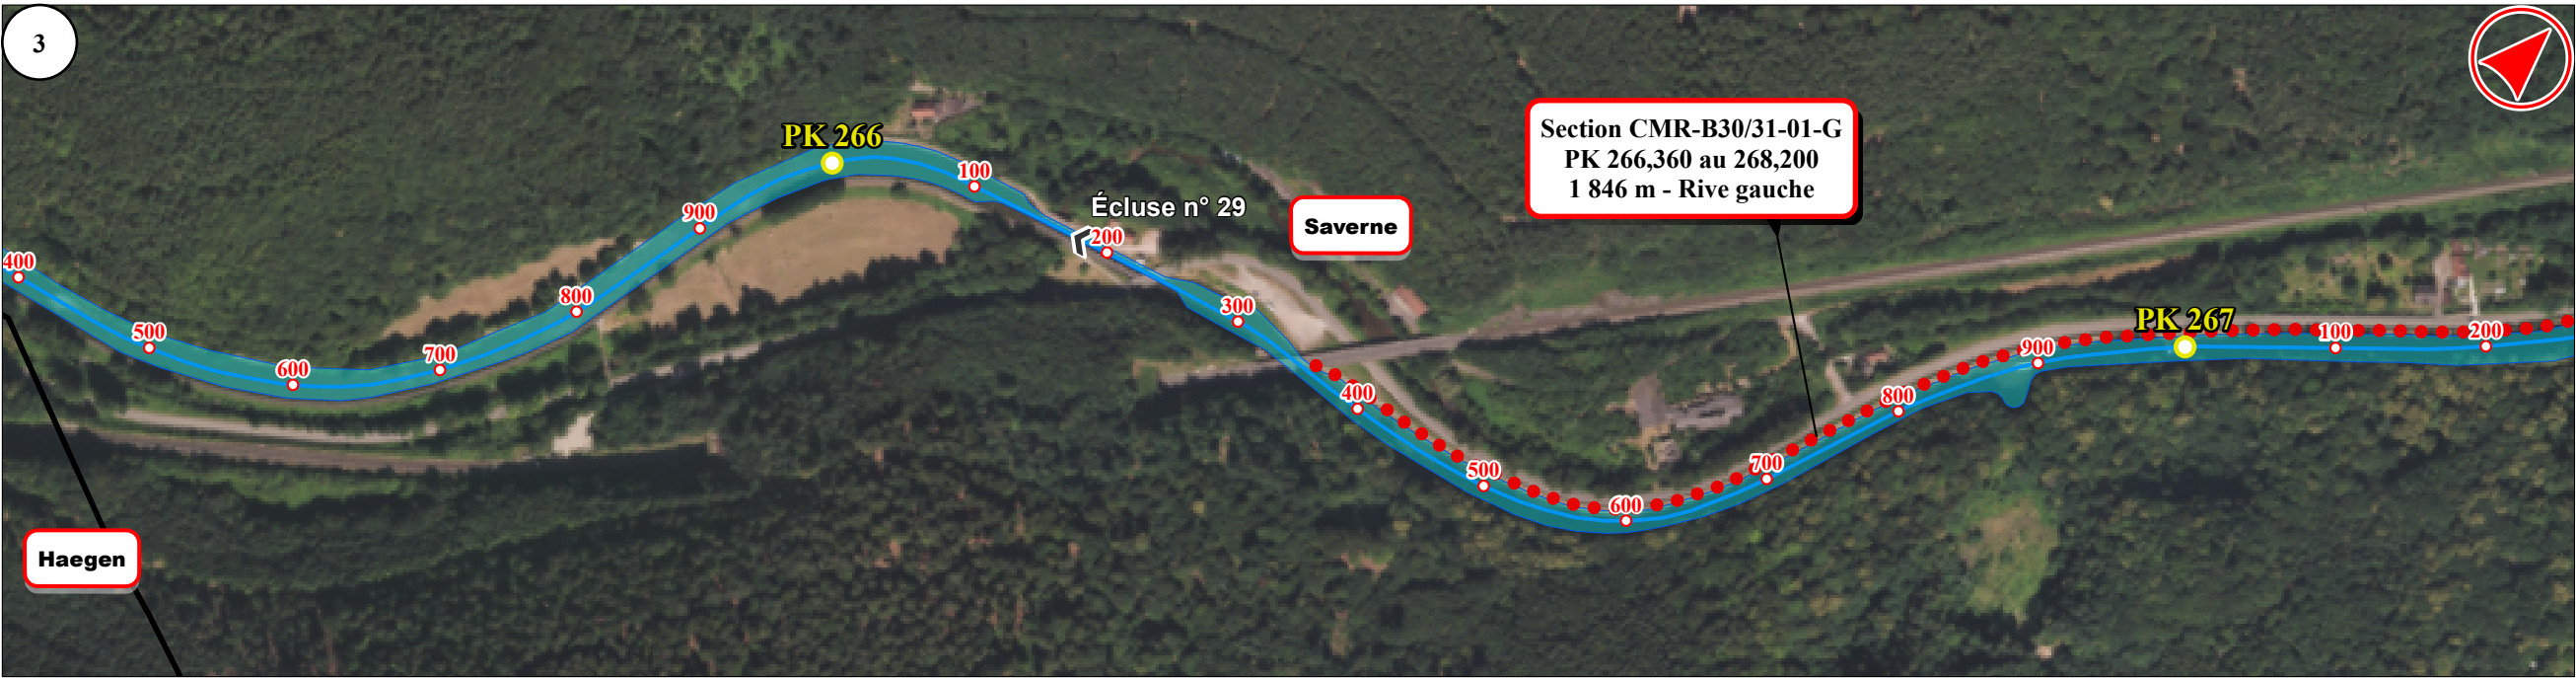 3
PK 266
100
Écluse n° 29
200
Saverne
Section CMR-B30/31-01-G
PK 266,360 au 268,200
1 846 m - Rive gauche
900
400
300
800
500
700
600
PK 267
100
200
900
400
800
500
700
600
Haegen